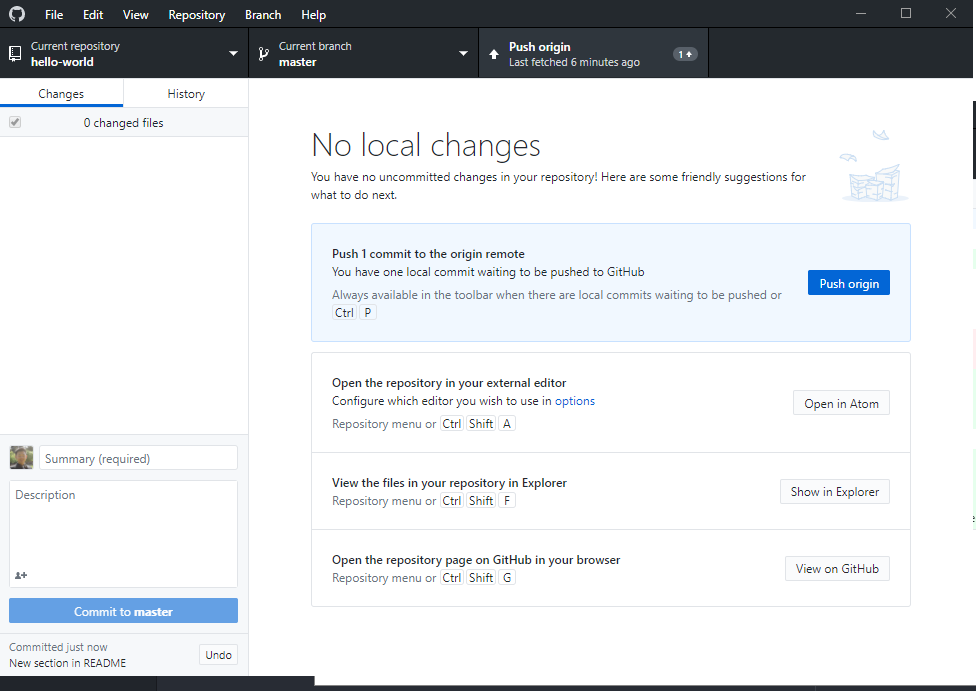 File Edit View Repository Branch Help
Current repository
hello-world
Current branch
master
Push origin
Last fetched 6 minutes ago
1
Changes History
0 changed files
No local changes
You have no uncommitted changes in your repository! Here are some friendly suggestions for
what to do next.
Push 1 commit to the origin remote
You have one local commit waiting to be pushed to GitHub
Always available in the toolbar when there are local commits waiting to be pushed or
Ctrl P
Push origin
Open the repository in your external editor
Configure which editor you wish to use in options
Repository menu or Ctrl Shift A
Open in Atom
View the files in your repository in Explorer
Repository menu or Ctrl Shift F
Show in Explorer
Open the repository page on GitHub in your browser
Repository menu or Ctrl Shift G
View on GitHub
Summary (required)
Description
Commit to master
Committed just now
New section in README
Undo